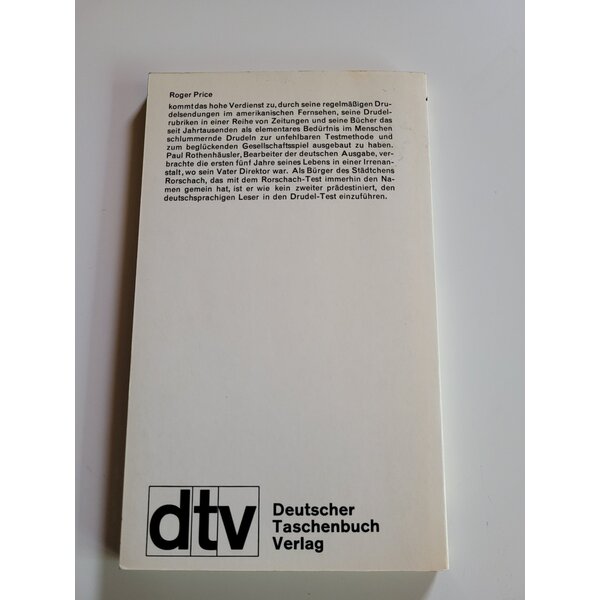 Roger Price
kommt das hohe Verdienst zu, durch seine regelmäßigen Dru-
delsendungen im amerikanischen Fernsehen, seine Drudel-
rubriken in einer Reihe von Zeitungen und seine Bücher das
seit Jahrtausenden als elementares Bedürfnis im Menschen
schlummernde Drudeln zur unfehlbaren Testmethode und
zum beglückenden Gesellschaftsspiel ausgebaut zu haben.
Paul Rothenhäusler, Bearbeiter der deutschen Ausgabe, ver-
brachte die ersten fünf Jahre seines Lebens in einer Irrenan-
stalt, wo sein Vater Direktor war. Als Bürger des Städtchens
Rorschach, das mit dem Rorschach-Test immerhin den Na-
men gemein hat, ist er wie kein zweiter prädestiniert, den
deutschsprachigen Leser in den Drudel-Test einzuführen.
dtv
Deutscher
Taschenbuch
Verlag